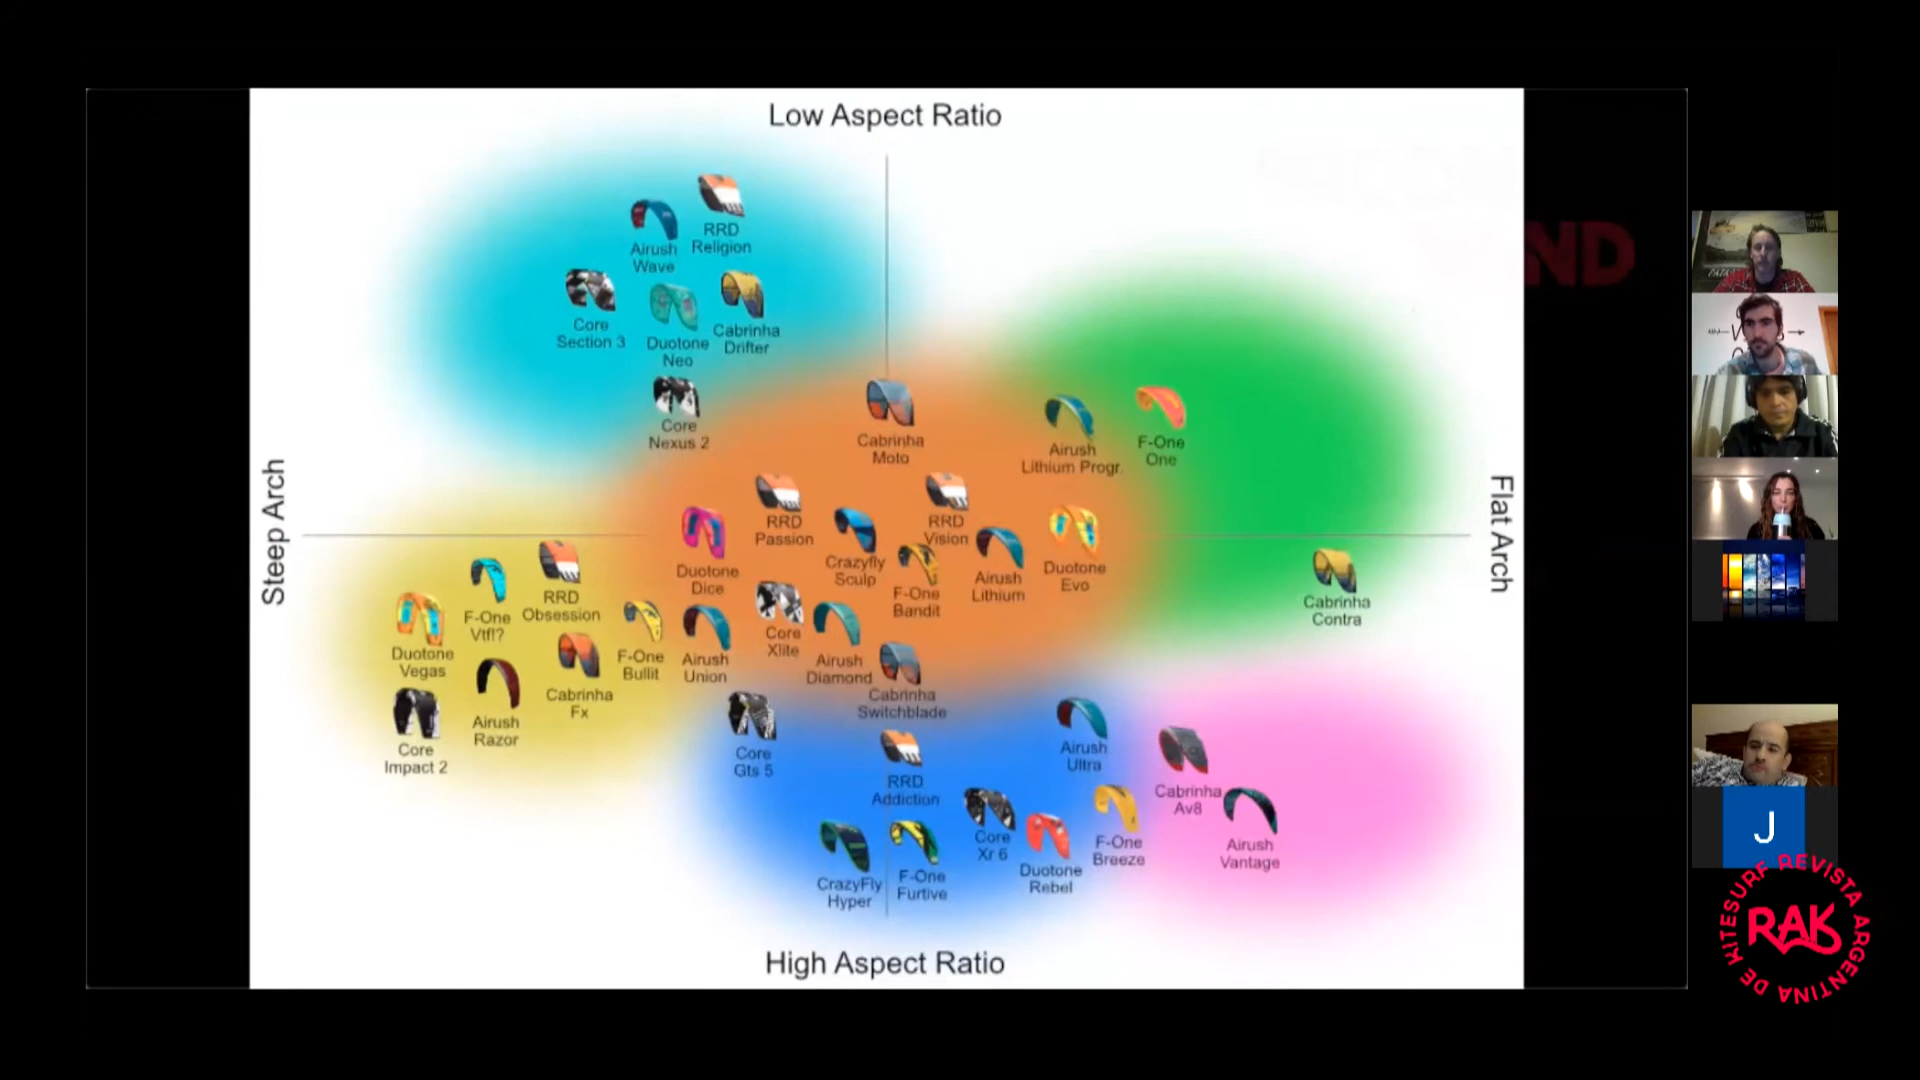 Low Aspect Ratio
RRD
Religion
Airush
Wave
Core
Section 3
Duotone
Neo
Cabrinha
Drifter
Core
Nexus 2
Cabrinha
Moto
Airush
Lithium Progr.
F-One
One
Steep Arch
Flat Arch
RRD
Passion
RRD
Vision
Crazyfly
Sculp
Duotone
Dice
F-One
Bandit
Airush
Lithium
Duotone
Evo
Cabrinha
Contra
RRD
Obsession
F-One
Vtfl?
Duotone
Vegas
Cabrinha
Fx
F-One
Bullit
Airush
Union
Core
Xlite
Airush
Diamond
Cabrinha
Switchblade
Airush
Razor
Core
Impact 2
Core
Gts 5
RRD
Addiction
Airush
Ultra
Cabrinha
Av8
Airush
Vantage
CrazyFly
Hyper
F-One
Furtive
Core
Xr 6
Duotone
Rebel
F-One
Breeze
High Aspect Ratio
ND
J
REVISTA ARGENTINA DE KITESURF
RAK